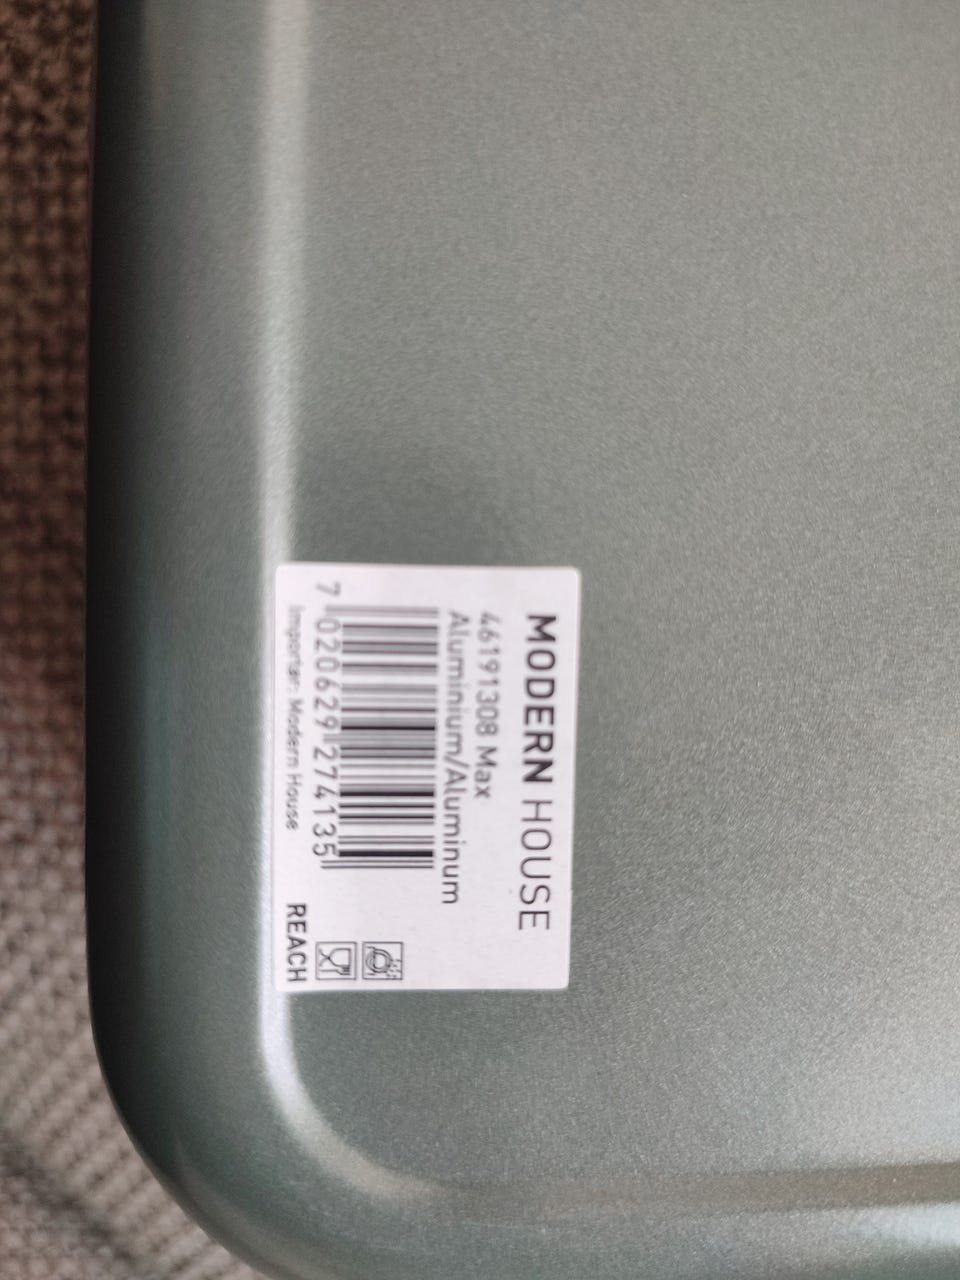 MODERN HOUSE
46191308 Max
Aluminium/Aluminum
7 020629 274135
Importer: Modern House
REACH